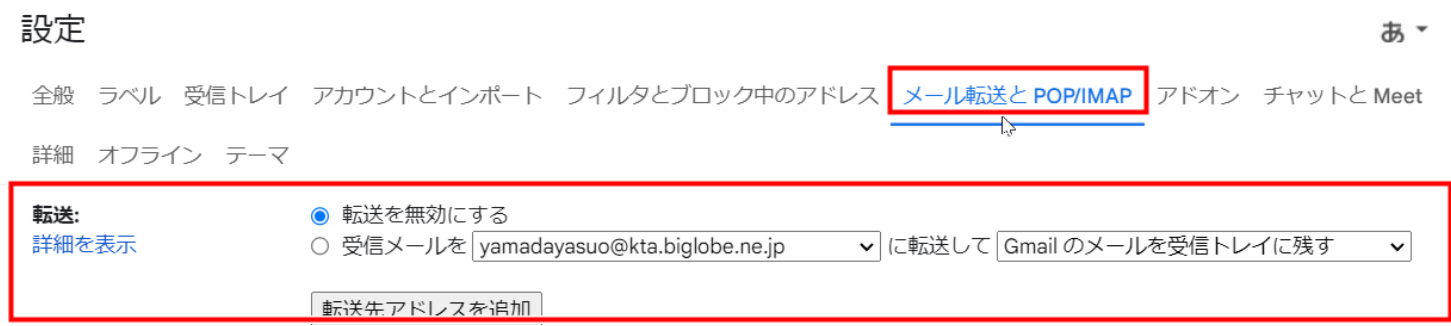 設定
あ
全般 ラベル 受信トレイ アカウントとインポート フィルタとブロック中のアドレス メール転送と POP/IMAP アドオン チャットと Meet
詳細 オフライン テーマ
転送: 転送を無効にする
詳細を表示 受信メールを yamadayasuo@kta.biglobe.ne.jp に転送して Gmail のメールを受信トレイに残す
転送先アドレスを追加